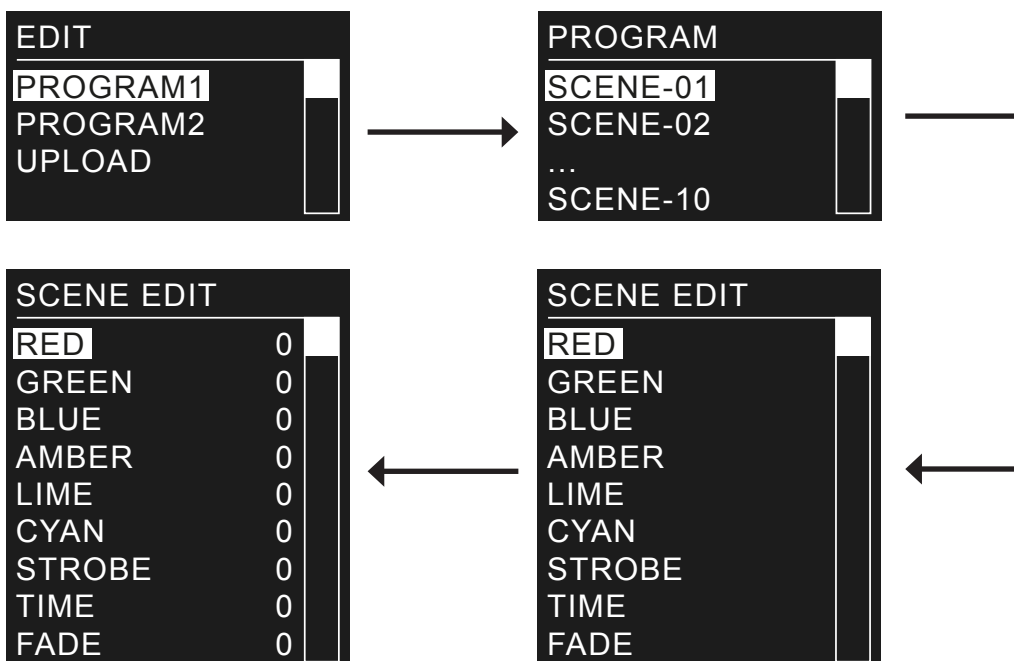 EDIT
PROGRAM1
PROGRAM2
UPLOAD
PROGRAM
SCENE-01
SCENE-02
...
SCENE-10
SCENE EDIT
RED 0
GREEN 0
BLUE 0
AMBER 0
LIME 0
CYAN 0
STROBE 0
TIME 0
FADE 0
SCENE EDIT
RED
GREEN
BLUE
AMBER
LIME
CYAN
STROBE
TIME
FADE